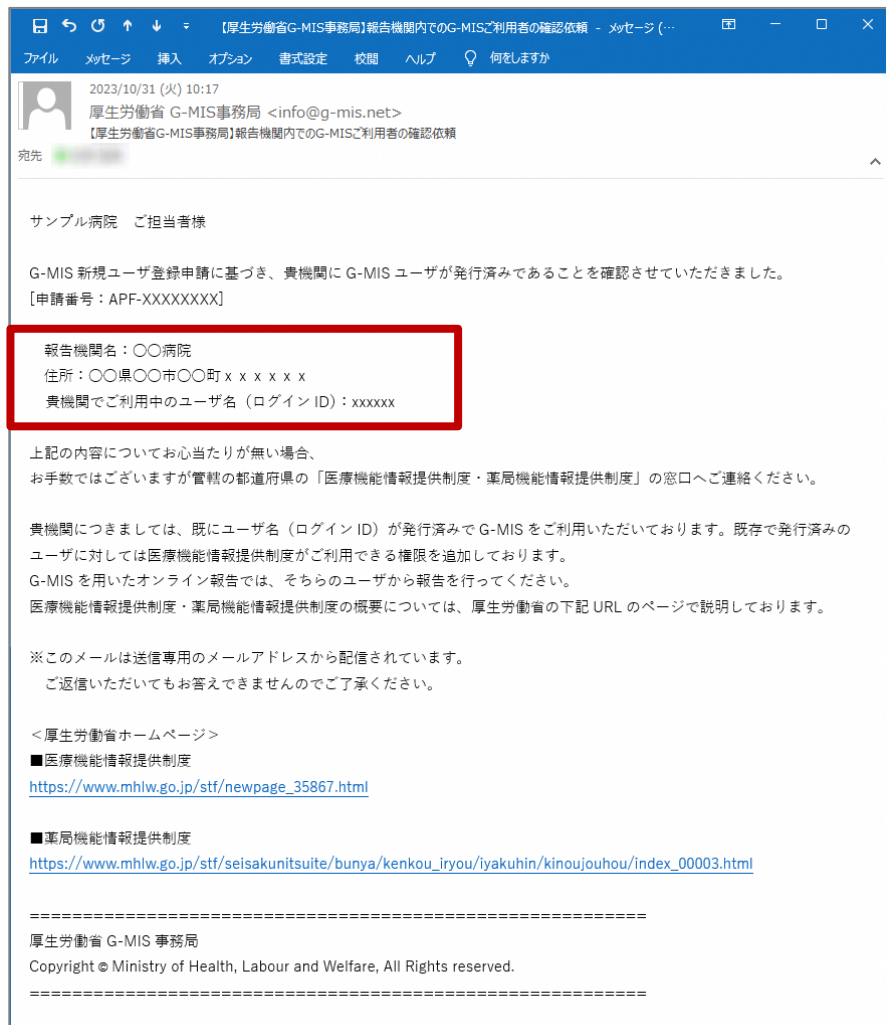 【厚生労働省G-MIS事務局】報告機関内でのG-MISご利用者の確認依頼 - メッセージ (…
ファイル メッセージ 挿入 オプション 書式設定 校閲 ヘルプ 何をしますか
2023/10/31 (火) 10:17
厚生労働省 G-MIS事務局 <info@g-mis.net>
【厚生労働省G-MIS事務局】報告機関内でのG-MISご利用者の確認依頼
宛先
サンプル病院 ご担当者様
G-MIS 新規ユーザ登録申請に基づき、貴機関に G-MIS ユーザが発行済みであることを確認させていただきました。
[申請番号：APF-XXXXXXXX]
報告機関名：〇〇病院
住所：〇〇県〇〇市〇〇町ｘｘｘｘｘｘ
貴機関でご利用中のユーザ名（ログイン ID）：xxxxxx
上記の内容についてお心当たりが無い場合、
お手数ではございますが管轄の都道府県の「医療機能情報提供制度・薬局機能情報提供制度」の窓口へご連絡ください。
貴機関につきましては、既にユーザ名（ログイン ID）が発行済みで G-MIS をご利用いただいております。既存で発行済みの
ユーザに対しては医療機能情報提供制度がご利用できる権限を追加しております。
G-MIS を用いたオンライン報告では、そちらのユーザから報告を行ってください。
医療機能情報提供制度・薬局機能情報提供制度の概要については、厚生労働省の下記 URL のページで説明しております。
※このメールは送信専用のメールアドレスから配信されています。
ご返信いただいてもお答えできませんのでご了承ください。
＜厚生労働省ホームページ＞
■医療機能情報提供制度
https://www.mhlw.go.jp/stf/newpage_35867.html
■薬局機能情報提供制度
https://www.mhlw.go.jp/stf/seisakunitsuite/bunya/kenkou_iryou/iyakuhin/kinoujouhou/index_00003.html
==========================================================
厚生労働省 G-MIS 事務局
Copyright © Ministry of Health, Labour and Welfare, All Rights reserved.
==========================================================